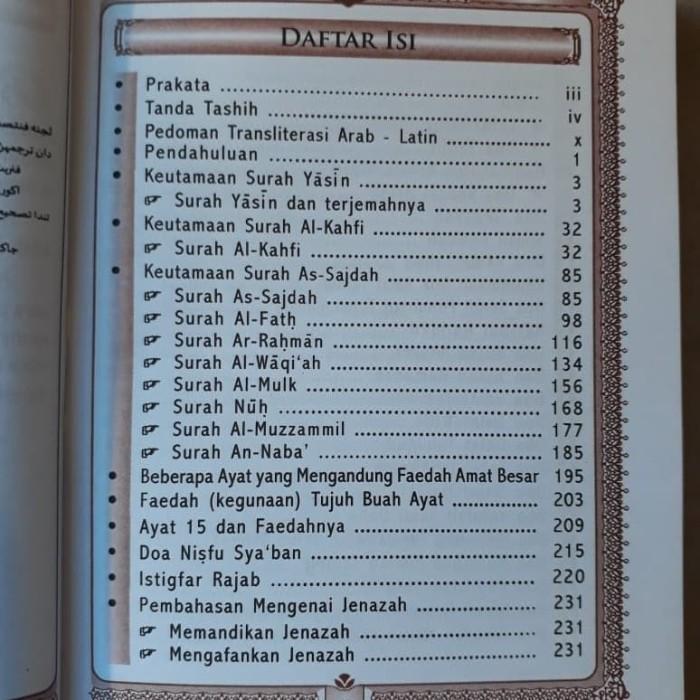 DAFTAR ISI
• Prakata ................................................ iii
• Tanda Tashih ......................................... iv
• Pedoman Transliterasi Arab - Latin ................ x
• Pendahuluan .......................................... 1
• Keutamaan Surah Yāsīn ............................ 3
☞ Surah Yāsīn dan terjemahnya ................... 3
• Keutamaan Surah Al-Kahfi .......................... 32
☞ Surah Al-Kahfi .................................... 32
• Keutamaan Surah As-Sajdah ........................ 85
☞ Surah As-Sajdah .................................. 85
☞ Surah Al-Fatḥ ..................................... 98
☞ Surah Ar-Raḥmān ................................ 116
☞ Surah Al-Wāqi‘ah ................................ 134
☞ Surah Al-Mulk .................................... 156
☞ Surah Nūḥ ........................................ 168
☞ Surah Al-Muzzammil ............................. 177
☞ Surah An-Naba’ .................................. 185
• Beberapa Ayat yang Mengandung Faedah Amat Besar 195
• Faedah (kegunaan) Tujuh Buah Ayat ............. 203
• Ayat 15 dan Faedahnya ............................ 209
• Doa Niṣfu Sya‘ban .................................. 215
• Istigfar Rajab ........................................ 220
• Pembahasan Mengenai Jenazah ................... 231
☞ Memandikan Jenazah ............................. 231
☞ Mengafankan Jenazah ............................ 231